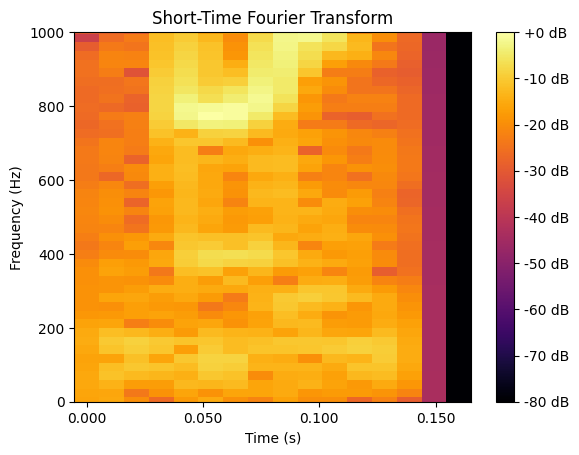 Short-Time Fourier Transform
Frequency (Hz)
1000
800
600
400
200
0
0.000
0.050
0.100
0.150
Time (s)
+0 dB
-10 dB
-20 dB
-30 dB
-40 dB
-50 dB
-60 dB
-70 dB
-80 dB